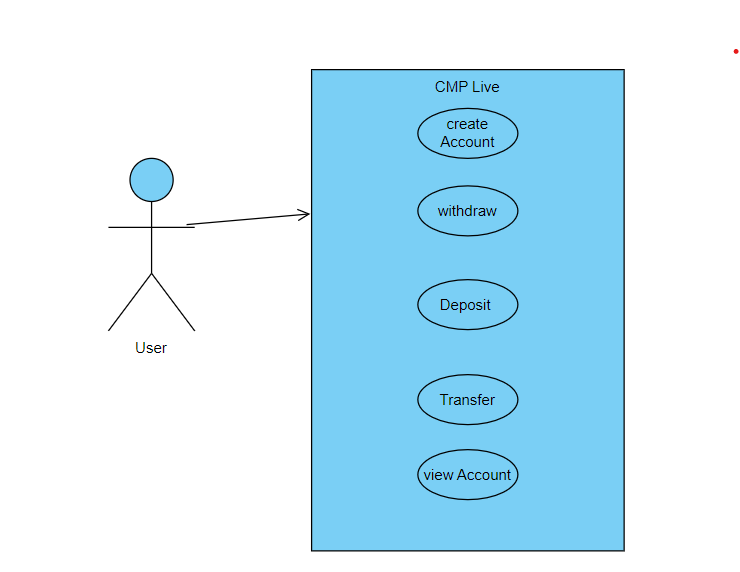 CMP Live
create
Account
withdraw
Deposit
Transfer
view Account
User